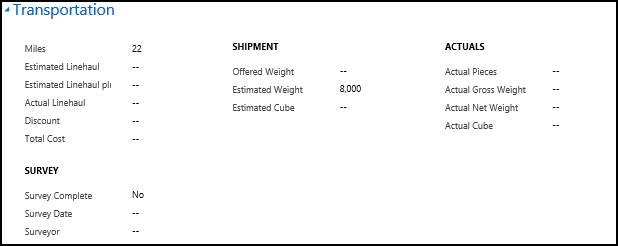 Transportation
Miles 22
Estimated Linehaul --
Estimated Linehaul plu
Actual Linehaul --
Discount --
Total Cost --
SURVEY
Survey Complete No
Survey Date --
Surveyor --
SHIPMENT
Offered Weight --
Estimated Weight 8,000
Estimated Cube --
ACTUALS
Actual Pieces --
Actual Gross Weight --
Actual Net Weight --
Actual Cube --